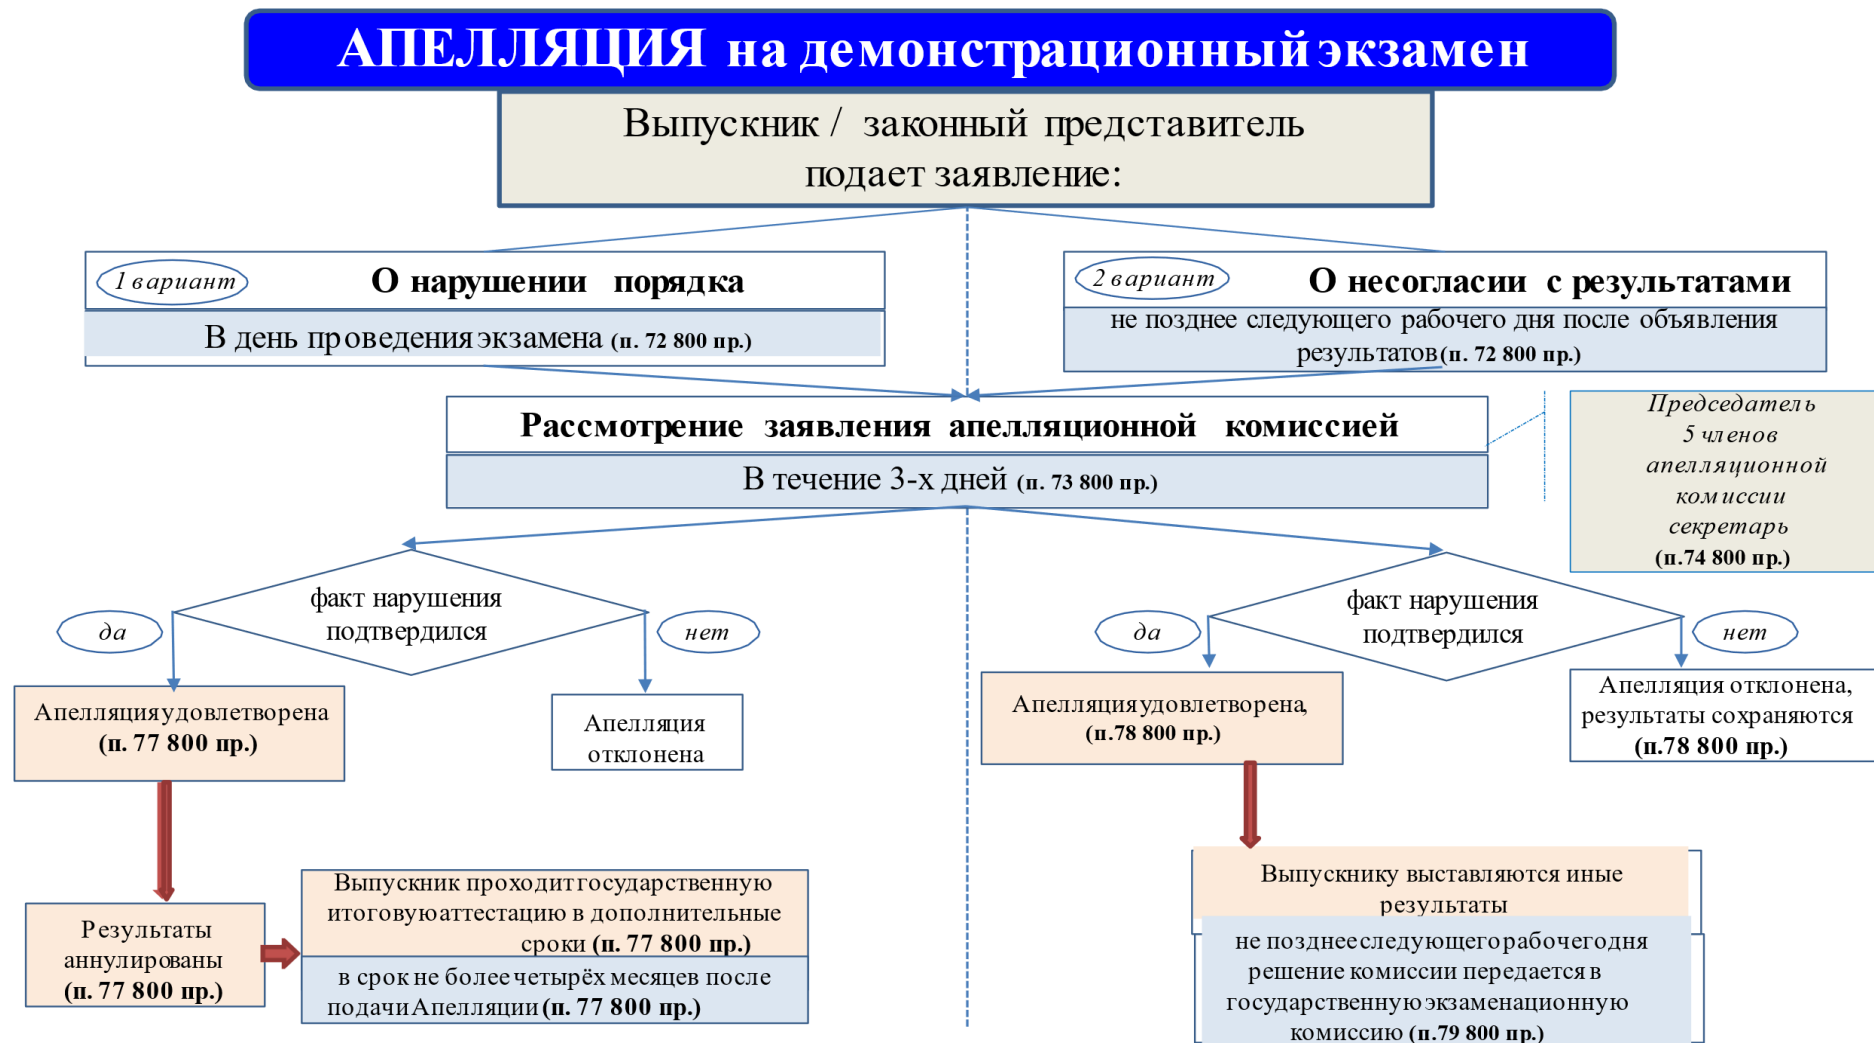 АПЕЛЛЯЦИЯ на демонстрационный экзамен
Выпускник / законный представитель
подает заявление:
1 вариант
О нарушении порядка
В день проведения экзамена (п. 72 800 пр.)
2 вариант
О несогласии с результатами
не позднее следующего рабочего дня после объявления
результатов (п. 72 800 пр.)
Рассмотрение заявления апелляционной комиссией
В течение 3-х дней (п. 73 800 пр.)
Председатель
5 членов
апелляционной
комиссии
секретарь
(п.74 800 пр.)
факт нарушения
подтвердился
да
нет
Апелляция удовлетворена
(п. 77 800 пр.)
Апелляция
отклонена
факт нарушения
подтвердился
да
нет
Апелляция удовлетворена,
(п.78 800 пр.)
Апелляция отклонена,
результаты сохраняются
(п.78 800 пр.)
Результаты
аннулированы
(п. 77 800 пр.)
Выпускник проходит государственную
итоговую аттестацию в дополнительные
сроки (п. 77 800 пр.)
в срок не более четырёх месяцев после
подачи Апелляции (п. 77 800 пр.)
Выпускнику выставляются иные
результаты
не позднее следующего рабочего дня
решение комиссии передается в
государственную экзаменационную
комиссию (п.79 800 пр.)